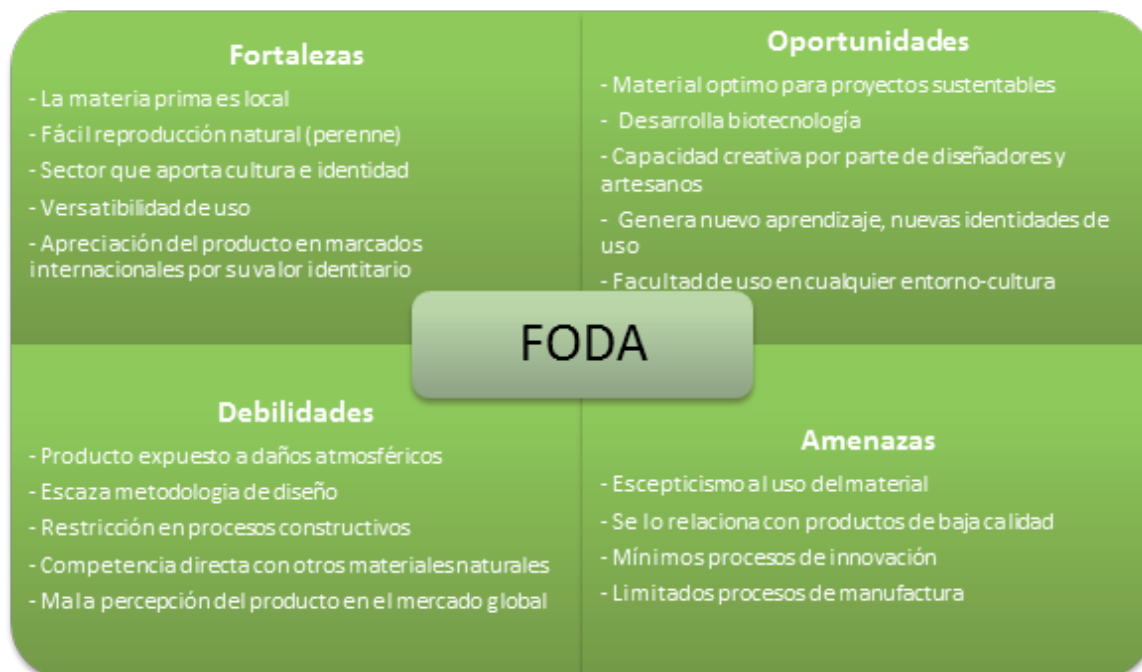 Fortalezas
- La materia prima es local
- Fácil reproducción natural (perenne)
- Sector que aporta cultura e identidad
- Versatibilidad de uso
- Apreciación del producto en marcados
internacionales por su valor identitario
Oportunidades
- Material optimo para proyectos sustentables
- Desarrolla biotecnología
- Capacidad creativa por parte de diseñadores y
artesanos
- Genera nuevo aprendizaje, nuevas identidades de
uso
- Facultad de uso en cualquier entorno-cultura
FODA
Debilidades
- Producto expuesto a daños atmosféricos
- Escaza metodologia de diseño
- Restricción en procesos constructivos
- Competencia directa con otros materiales naturales
- Mala percepción del producto en el mercado global
Amenazas
- Escepticismo al uso del material
- Se lo relaciona con productos de baja calidad
- Mínimos procesos de innovación
- Limitados procesos de manufactura